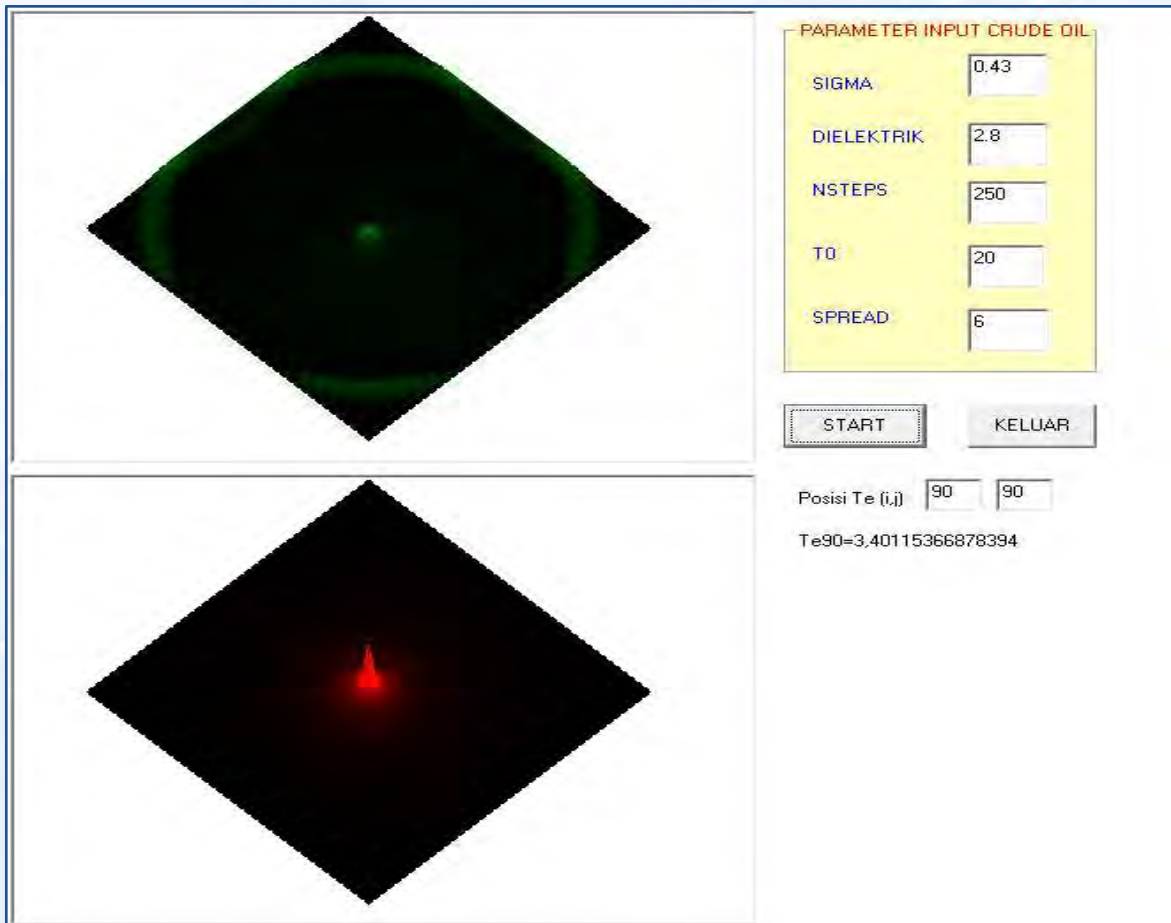 PARAMETER INPUT CRUDE OIL
SIGMA 0.43
DIELEKTRIK 2.8
NSTEPS 250
T0 20
SPREAD 6
START KELUAR
Posisi Te (i,j) 90 90
Te90=3,40115366878394